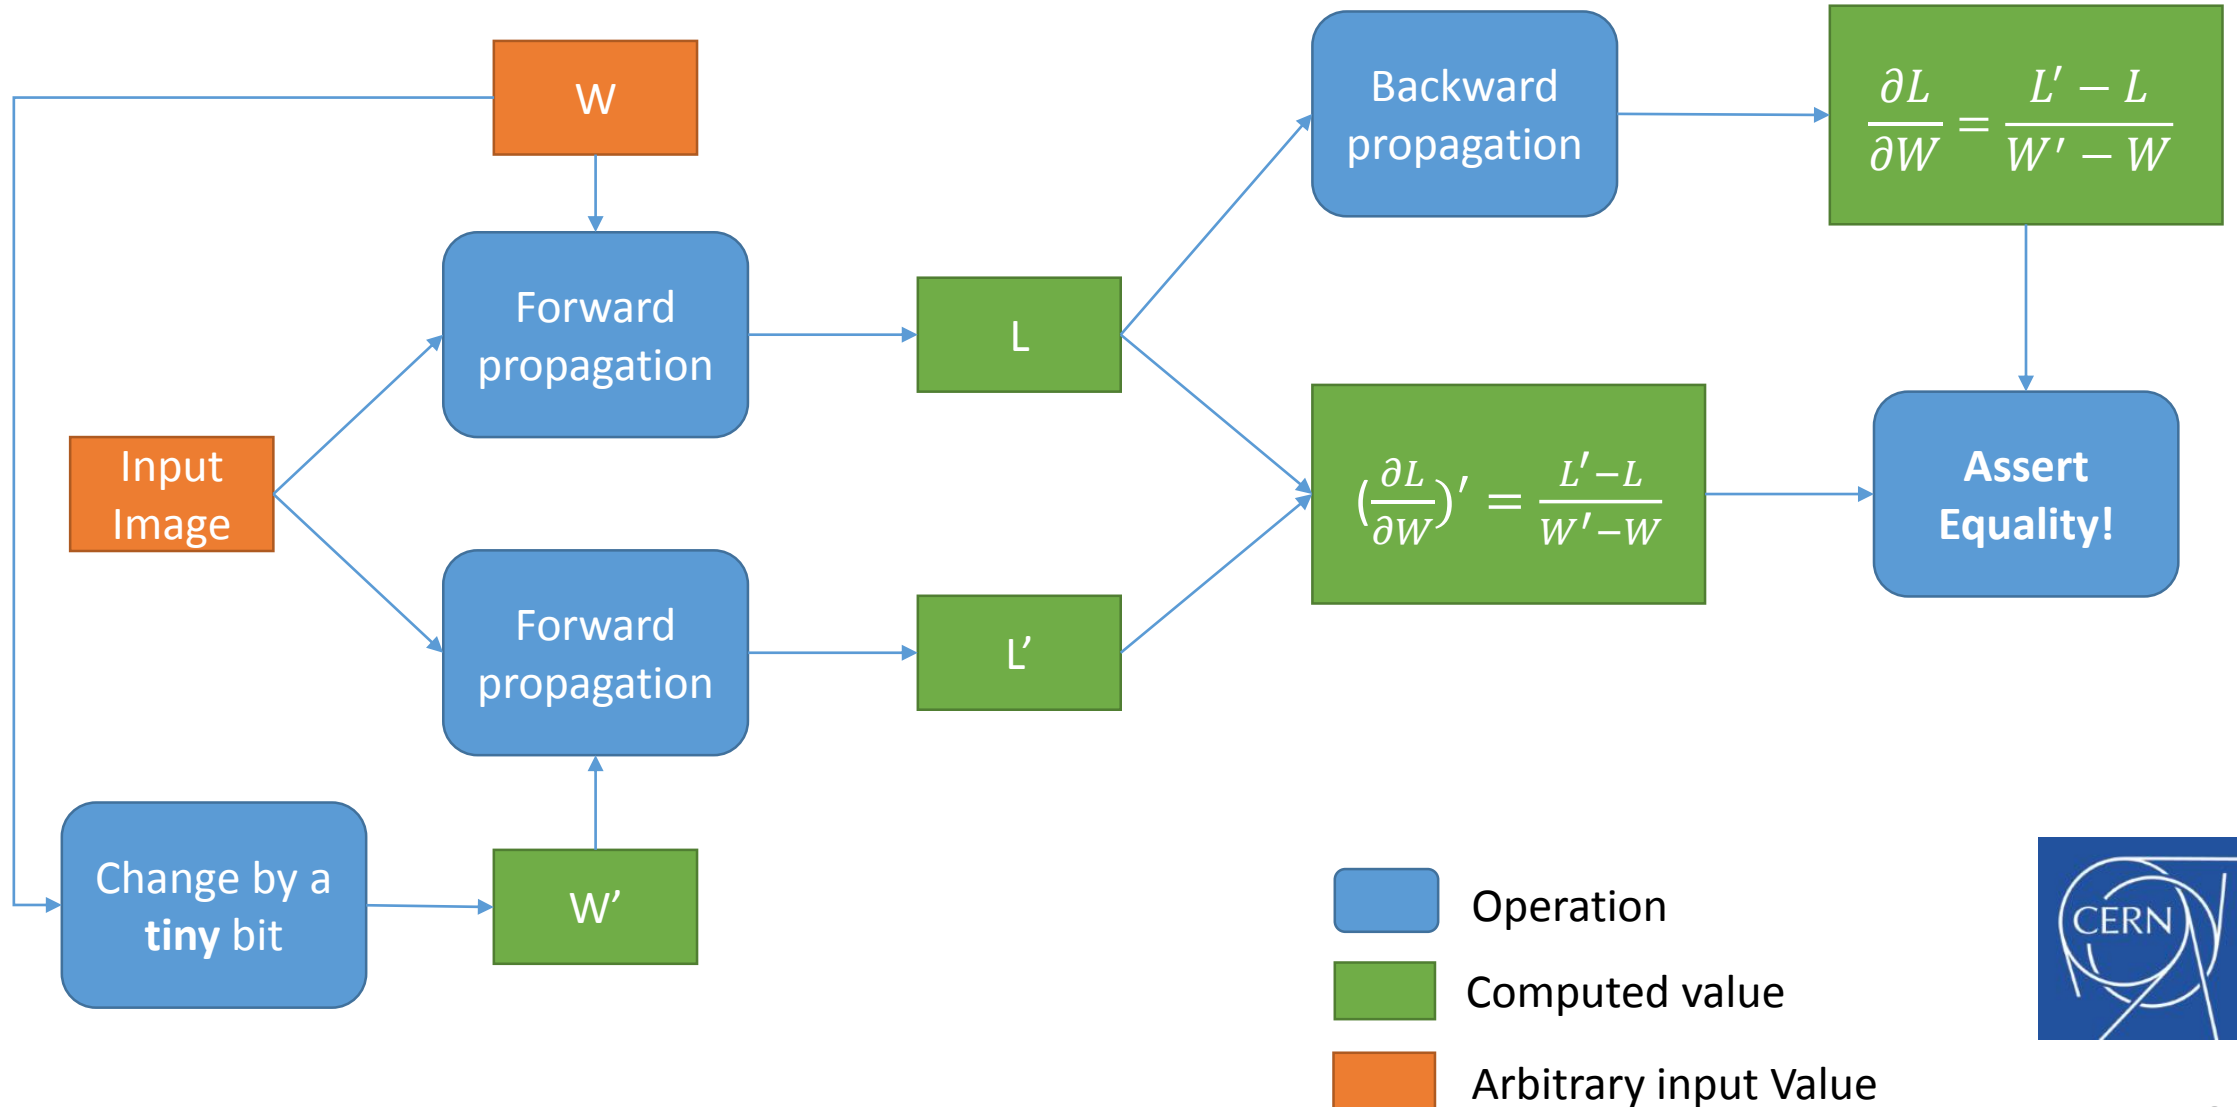 W
Backward
propagation
∂L/∂W = (L′ − L)/(W′ − W)
Forward
propagation
L
Input
Image
(∂L/∂W)′ = (L′−L)/(W′−W)
Assert
Equality!
Forward
propagation
L’
Change by a
tiny bit
W’
Operation
Computed value
Arbitrary input Value
CERN